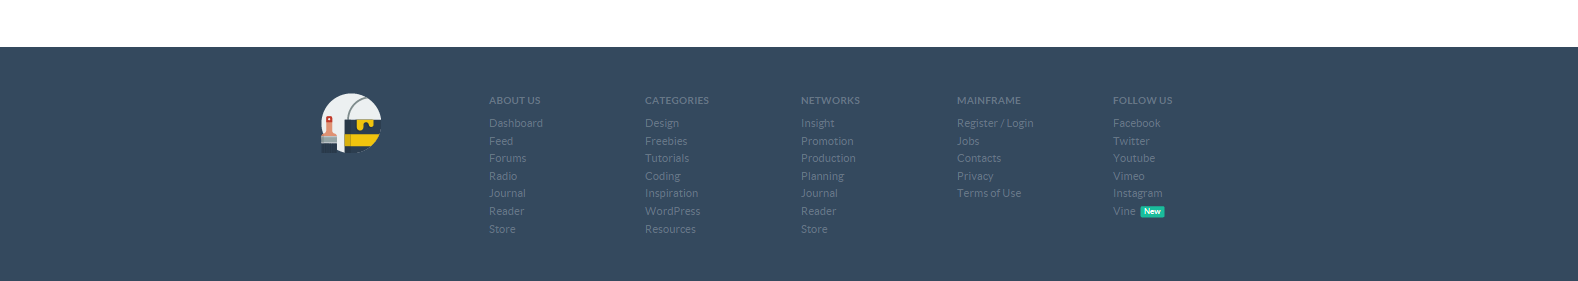 ABOUT US
Dashboard
Feed
Forums
Radio
Journal
Reader
Store
CATEGORIES
Design
Freebies
Tutorials
Coding
Inspiration
WordPress
Resources
NETWORKS
Insight
Promotion
Production
Planning
Journal
Reader
Store
MAINFRAME
Register / Login
Jobs
Contacts
Privacy
Terms of Use
FOLLOW US
Facebook
Twitter
Youtube
Vimeo
Instagram
Vine New